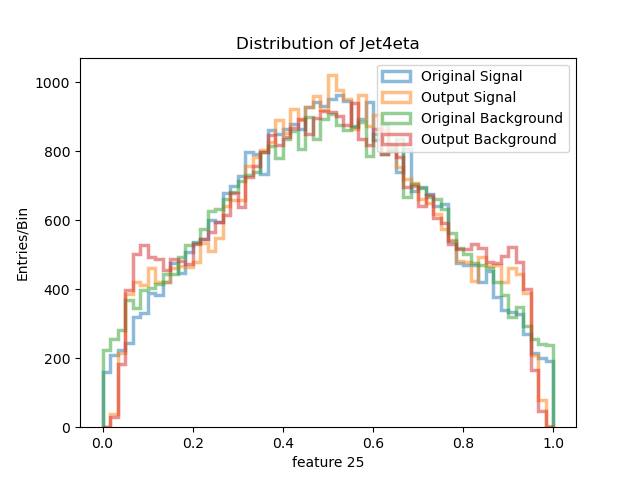 Distribution of Jet4eta
Original Signal
Output Signal
Original Background
Output Background
Entries/Bin
1000
800
600
400
200
0
0.0 0.2 0.4 0.6 0.8 1.0
feature 25